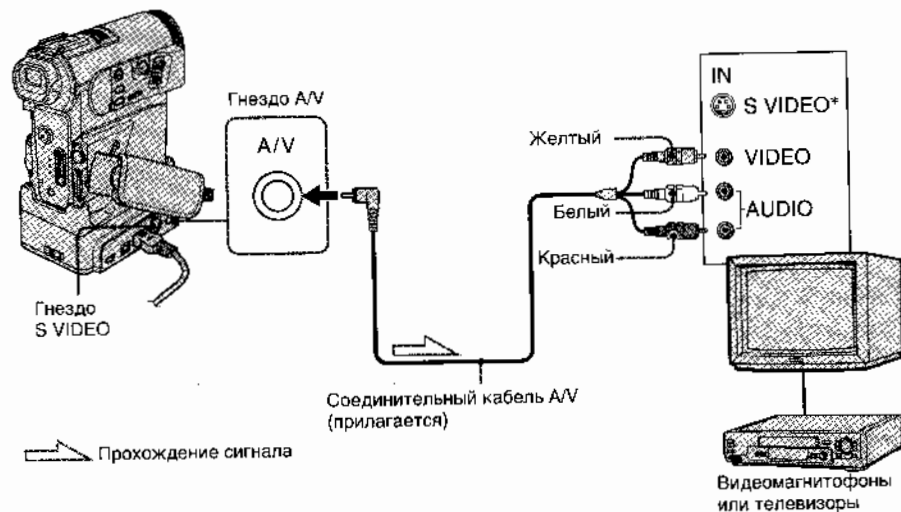 Гнездо A/V
A/V
IN
S VIDEO*
Желтый
VIDEO
Белый
AUDIO
Красный
Гнездо
S VIDEO
Соединительный кабель A/V
(прилагается)
Прохождение сигнала
Видеомагнитофоны
или телевизоры